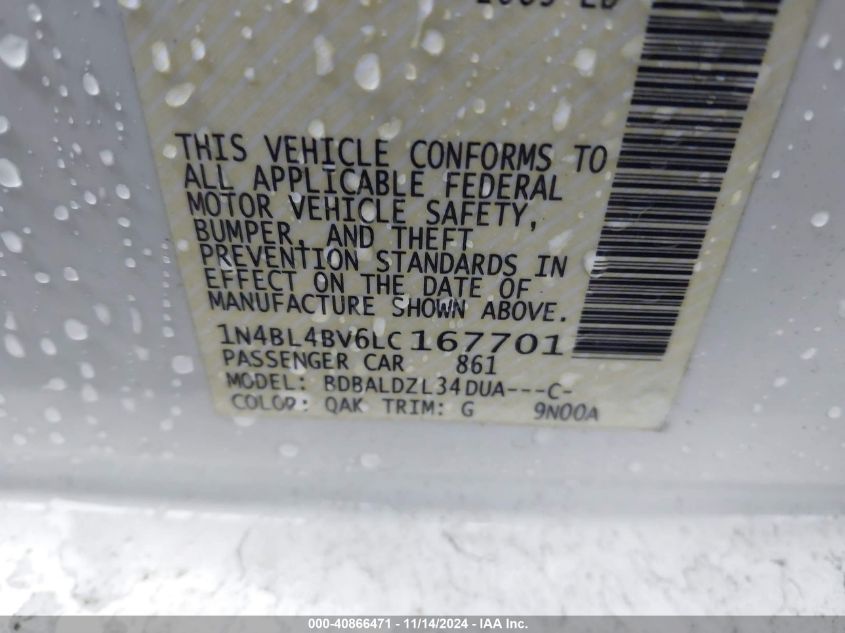 THIS VEHICLE CONFORMS TO
ALL APPLICABLE FEDERAL
MOTOR VEHICLE SAFETY,
BUMPER, AND THEFT
PREVENTION STANDARDS IN
EFFECT ON THE DATE OF
MANUFACTURE SHOWN ABOVE.
1N4BL4BV6LC167701
PASSENGER CAR 861
MODEL: BDBALDZL34DUA---C-
COLOR: QAK TRIM: G 9N00A
000-40866471 - 11/14/2024 - IAA Inc.